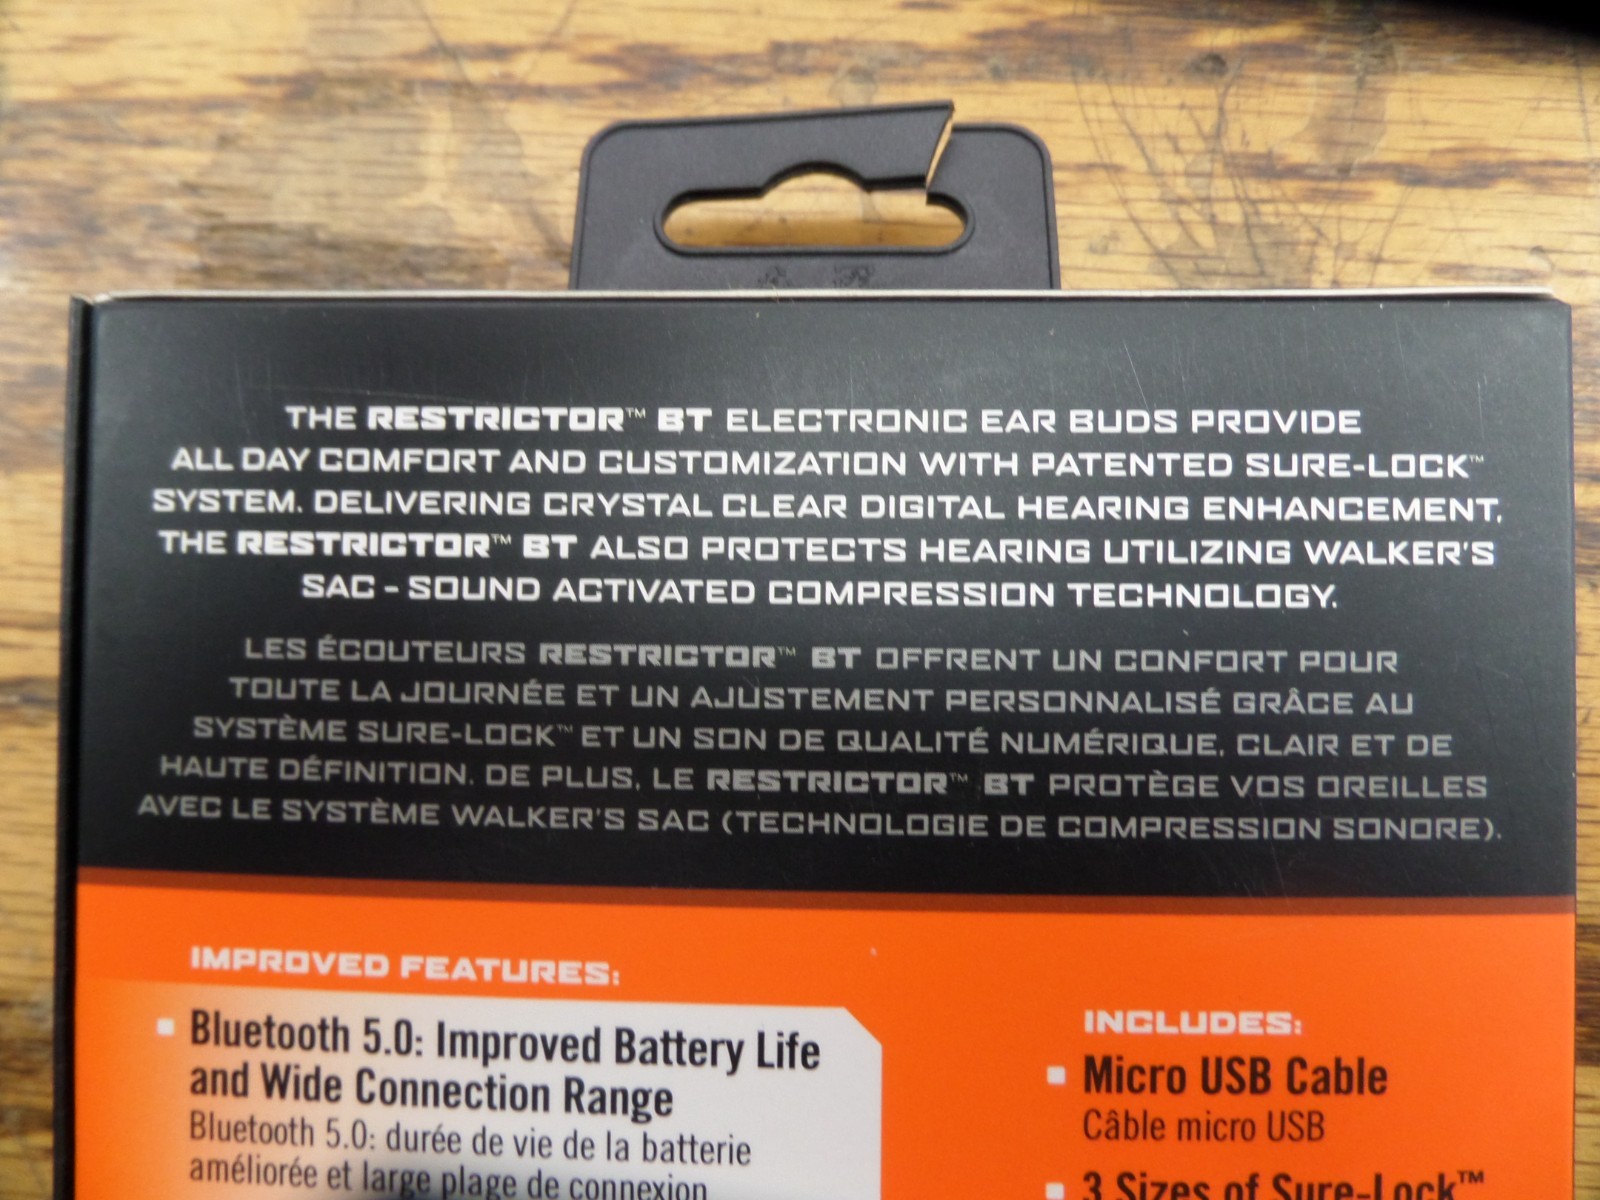 THE RESTRICTOR™ BT ELECTRONIC EAR BUDS PROVIDE
ALL DAY COMFORT AND CUSTOMIZATION WITH PATENTED SURE-LOCK™
SYSTEM. DELIVERING CRYSTAL CLEAR DIGITAL HEARING ENHANCEMENT,
THE RESTRICTOR™ BT ALSO PROTECTS HEARING UTILIZING WALKER'S
SAC - SOUND ACTIVATED COMPRESSION TECHNOLOGY.
LES ÉCOUTEURS RESTRICTOR™ BT OFFRENT UN CONFORT POUR
TOUTE LA JOURNÉE ET UN AJUSTEMENT PERSONNALISÉ GRÂCE AU
SYSTÈME SURE-LOCK™ ET UN SON DE QUALITÉ NUMÉRIQUE, CLAIR ET DE
HAUTE DÉFINITION. DE PLUS, LE RESTRICTOR™ BT PROTÈGE VOS OREILLES
AVEC LE SYSTÈME WALKER'S SAC (TECHNOLOGIE DE COMPRESSION SONORE).
IMPROVED FEATURES:
Bluetooth 5.0: Improved Battery Life
and Wide Connection Range
Bluetooth 5.0: durée de vie de la batterie
améliorée et large plage de connexion
INCLUDES:
Micro USB Cable
Câble micro USB
3 Sizes of Sure-Lock™